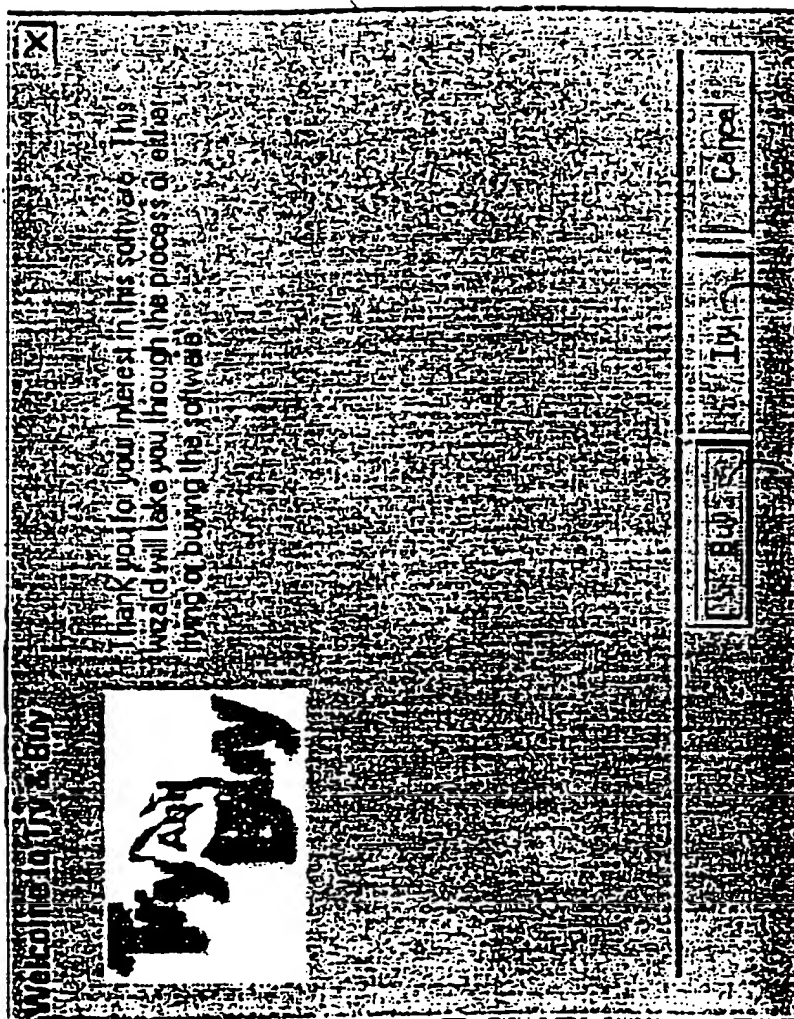 Welcome to Try & Buy
X
Try
And
Buy
Thank you for your interest in this software. This
wizard will take you through the process of either
trying or buying the software
Buy
Try
Cancel